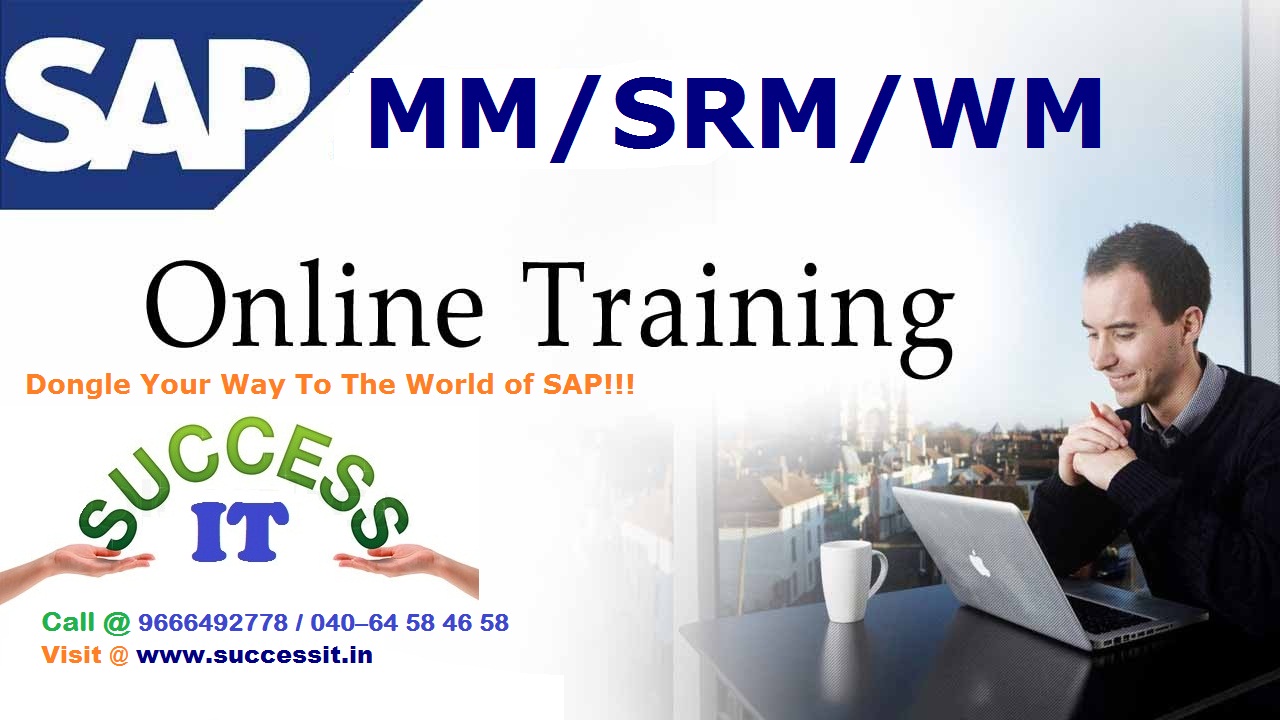 SAP
MM/SRM/WM
Online Training
Dongle Your Way To The World of SAP!!!
SUCCESS
IT
Call @ 9666492778 / 040–64 58 46 58
Visit @ www.successit.in